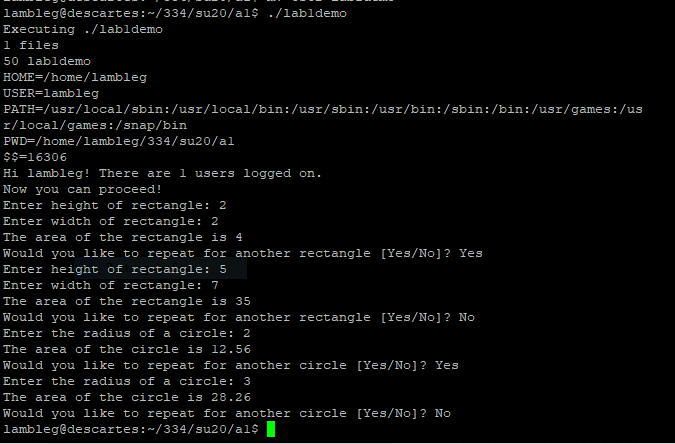 lambleg@descartes:~/334/su20/a1$ ./lab1demo
Executing ./lab1demo
1 files
50 lab1demo
HOME=/home/lambleg
USER=lambleg
PATH=/usr/local/sbin:/usr/local/bin:/usr/sbin:/usr/bin:/sbin:/bin:/usr/games:/us
r/local/games:/snap/bin
PWD=/home/lambleg/334/su20/a1
$$=16306
Hi lambleg! There are 1 users logged on.
Now you can proceed!
Enter height of rectangle: 2
Enter width of rectangle: 2
The area of the rectangle is 4
Would you like to repeat for another rectangle [Yes/No]? Yes
Enter height of rectangle: 5
Enter width of rectangle: 7
The area of the rectangle is 35
Would you like to repeat for another rectangle [Yes/No]? No
Enter the radius of a circle: 2
The area of the circle is 12.56
Would you like to repeat for another circle [Yes/No]? Yes
Enter the radius of a circle: 3
The area of the circle is 28.26
Would you like to repeat for another circle [Yes/No]? No
lambleg@descartes:~/334/su20/a1$